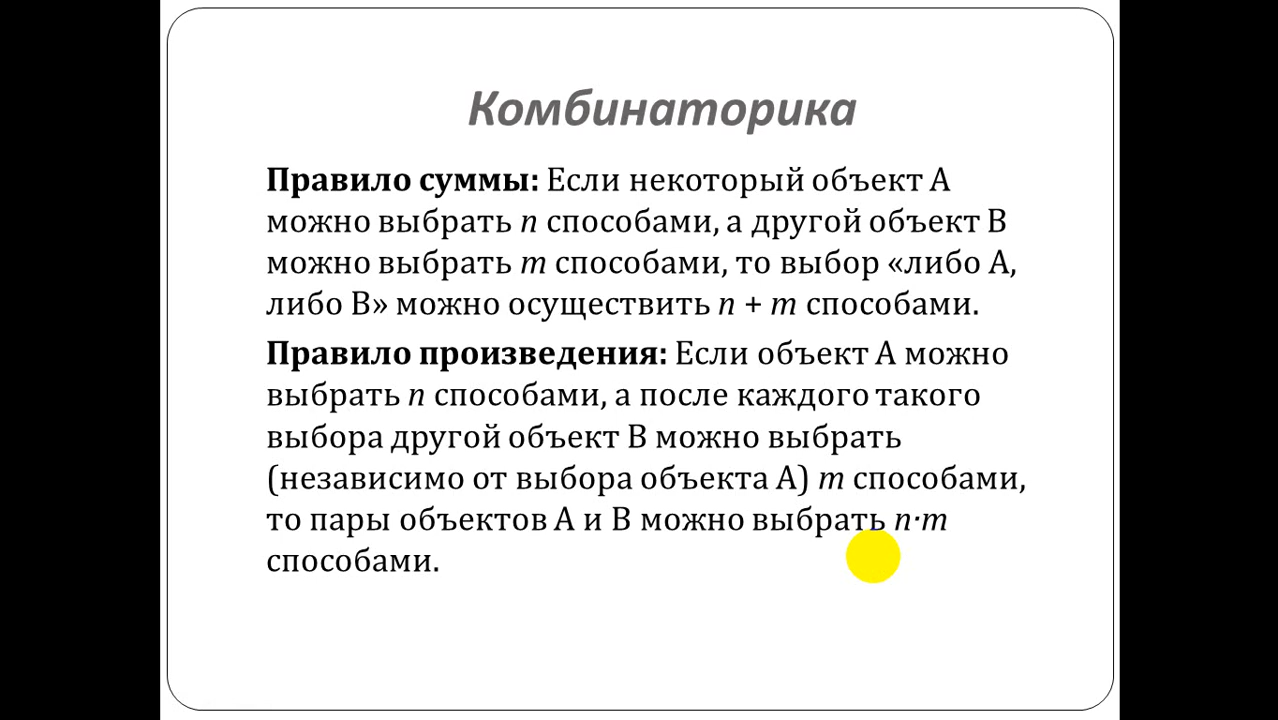 Комбинаторика
Правило суммы: Если некоторый объект А
можно выбрать n способами, а другой объект В
можно выбрать m способами, то выбор «либо А,
либо В» можно осуществить n + m способами.
Правило произведения: Если объект А можно
выбрать n способами, а после каждого такого
выбора другой объект В можно выбрать
(независимо от выбора объекта А) m способами,
то пары объектов А и В можно выбрать n·m
способами.